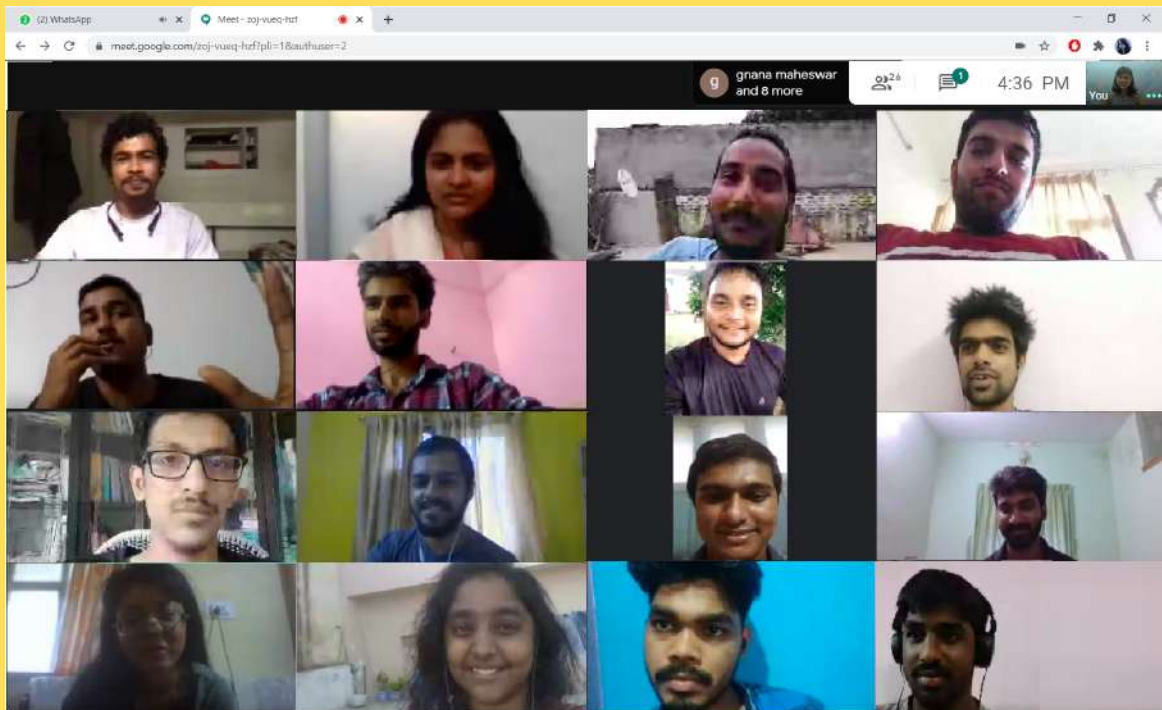 (2) WhatsApp
Meet - zoj-vueq-hzf
meet.google.com/zoj-vueq-hzf?pli=1&authuser=2
g
gnana maheswar
and 8 more
26
1
4:36 PM
You